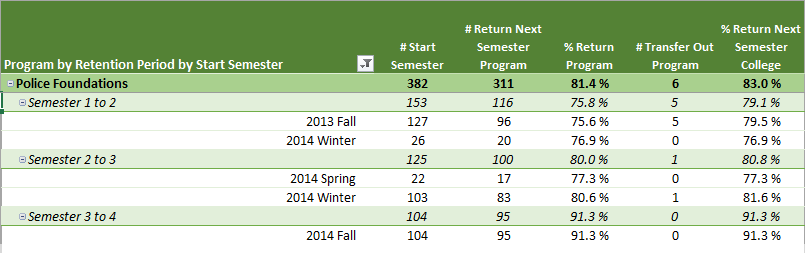 Program by Retention Period by Start Semester # Start Semester # Return Next Semester Program % Return Program # Transfer Out Program % Return Next Semester College
Police Foundations 382 311 81.4 % 6 83.0 %
Semester 1 to 2 153 116 75.8 % 5 79.1 %
2013 Fall 127 96 75.6 % 5 79.5 %
2014 Winter 26 20 76.9 % 0 76.9 %
Semester 2 to 3 125 100 80.0 % 1 80.8 %
2014 Spring 22 17 77.3 % 0 77.3 %
2014 Winter 103 83 80.6 % 1 81.6 %
Semester 3 to 4 104 95 91.3 % 0 91.3 %
2014 Fall 104 95 91.3 % 0 91.3 %